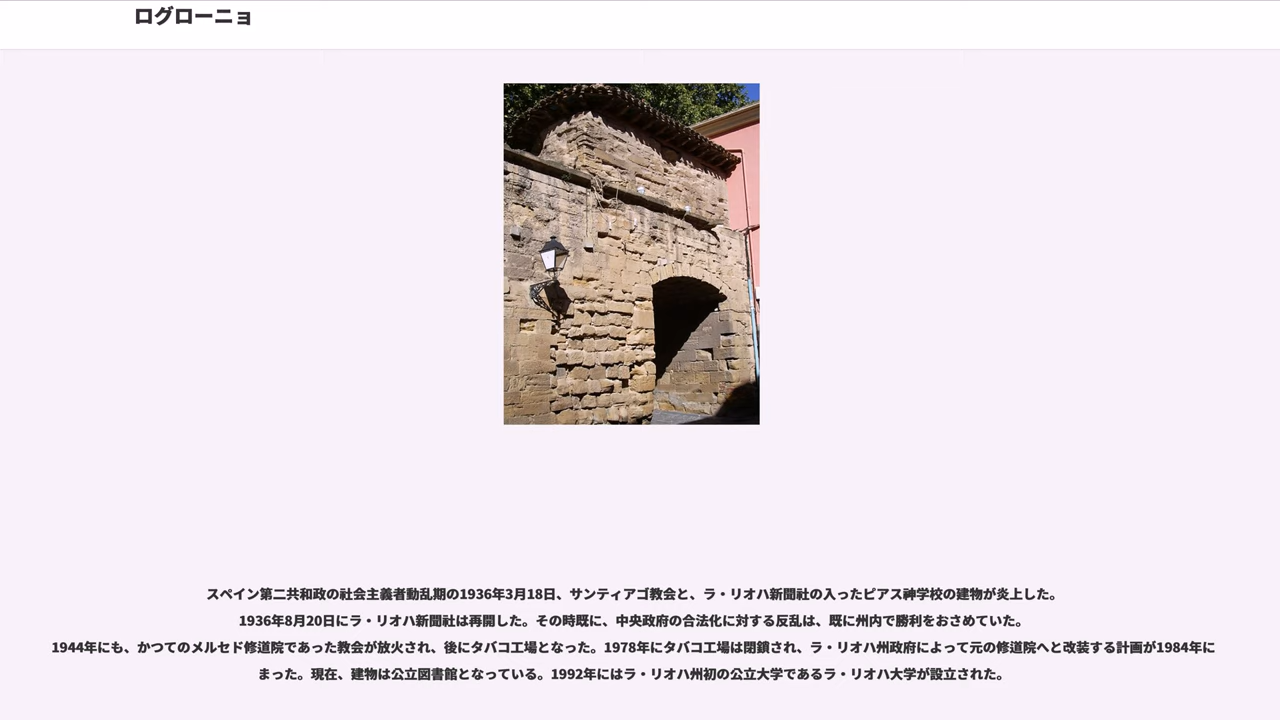 ログローニョ
スペイン第二共和政の社会主義者動乱期の1936年3月18日、サンティアゴ教会と、ラ・リオハ新聞社の入ったピアス神学校の建物が炎上した。
1936年8月20日にラ・リオハ新聞社は再開した。その時既に、中央政府の合法化に対する反乱は、既に州内で勝利をおさめていた。
1944年にも、かつてのメルセド修道院であった教会が放火され、後にタバコ工場となった。1978年にタバコ工場は閉鎖され、ラ・リオハ州政府によって元の修道院へと改装する計画が1984年に
まった。現在、建物は公立図書館となっている。1992年にはラ・リオハ州初の公立大学であるラ・リオハ大学が設立された。